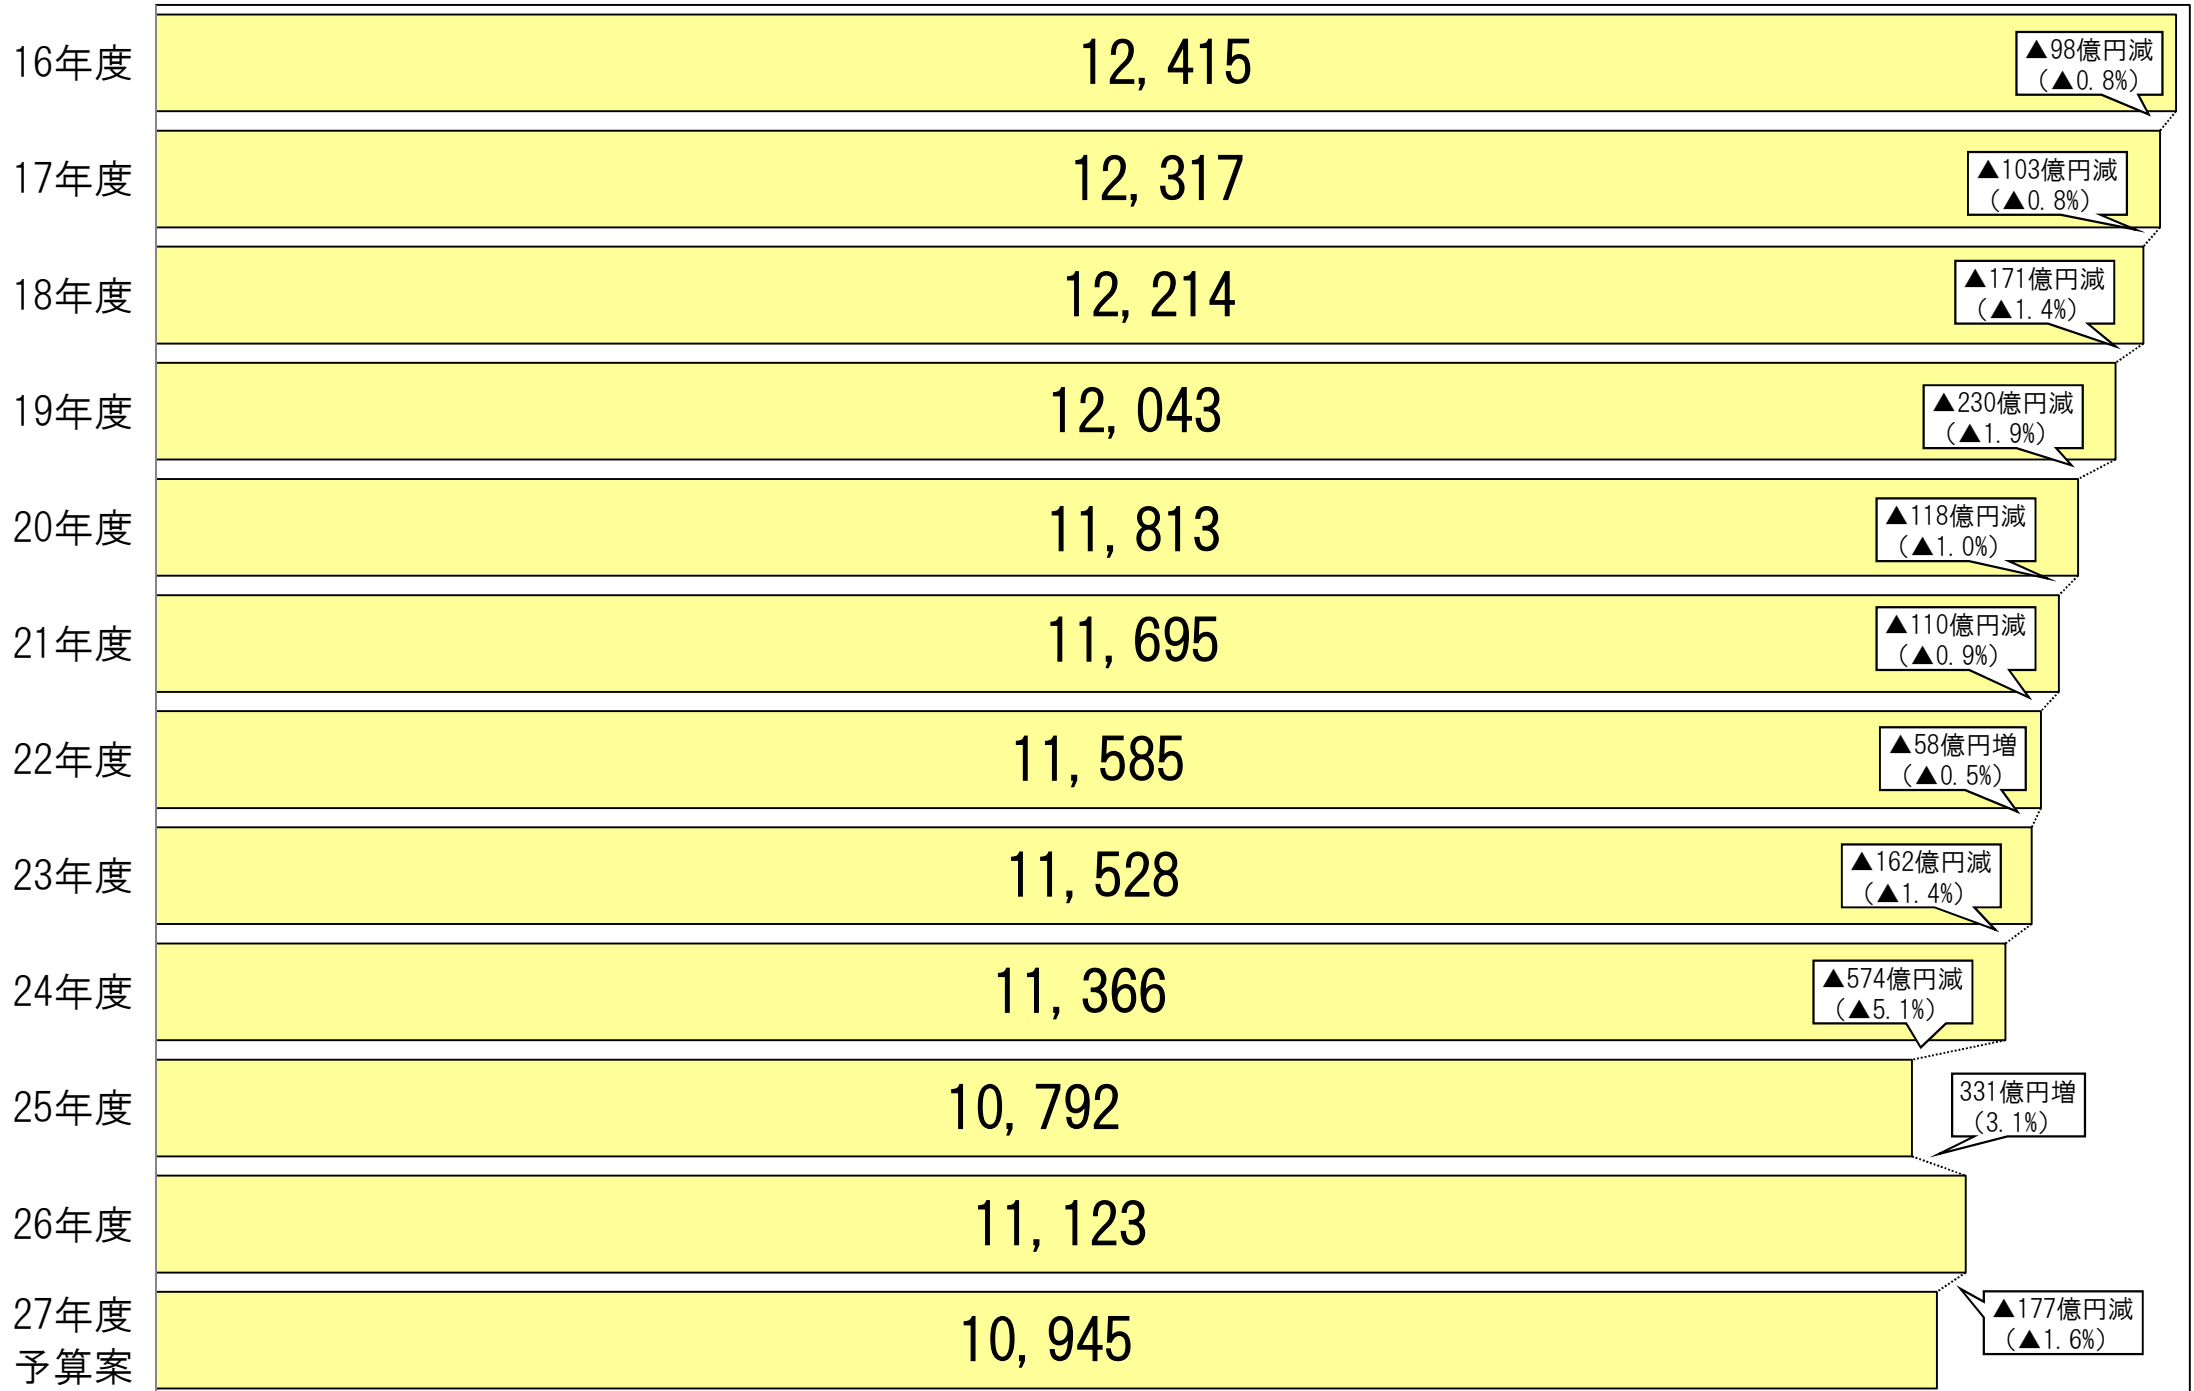 16年度
12,415
▲98億円減
(▲0.8%)
17年度
12,317
▲103億円減
(▲0.8%)
18年度
12,214
▲171億円減
(▲1.4%)
19年度
12,043
▲230億円減
(▲1.9%)
20年度
11,813
▲118億円減
(▲1.0%)
21年度
11,695
▲110億円減
(▲0.9%)
22年度
11,585
▲58億円増
(▲0.5%)
23年度
11,528
▲162億円減
(▲1.4%)
24年度
11,366
▲574億円減
(▲5.1%)
25年度
10,792
331億円増
(3.1%)
26年度
11,123
27年度
予算案
10,945
▲177億円減
(▲1.6%)